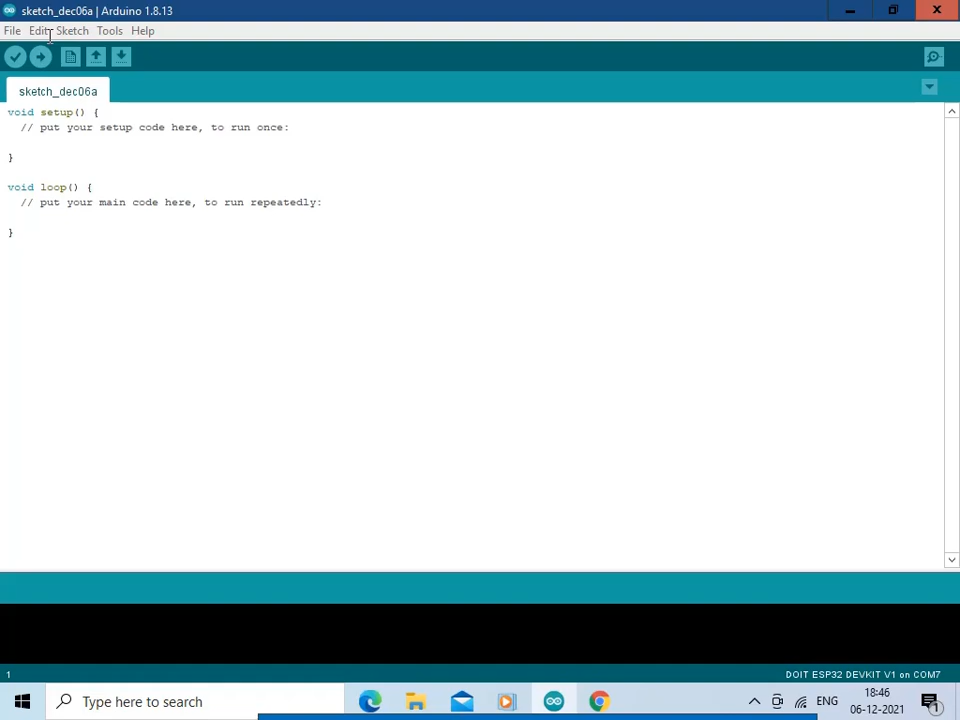 sketch_dec06a | Arduino 1.8.13
File Edit Sketch Tools Help
sketch_dec06a
void setup() {
// put your setup code here, to run once:
}
void loop() {
// put your main code here, to run repeatedly:
}
1
DOIT ESP32 DEVKIT V1 on COM7
Type here to search
ENG
18:46
06-12-2021
1